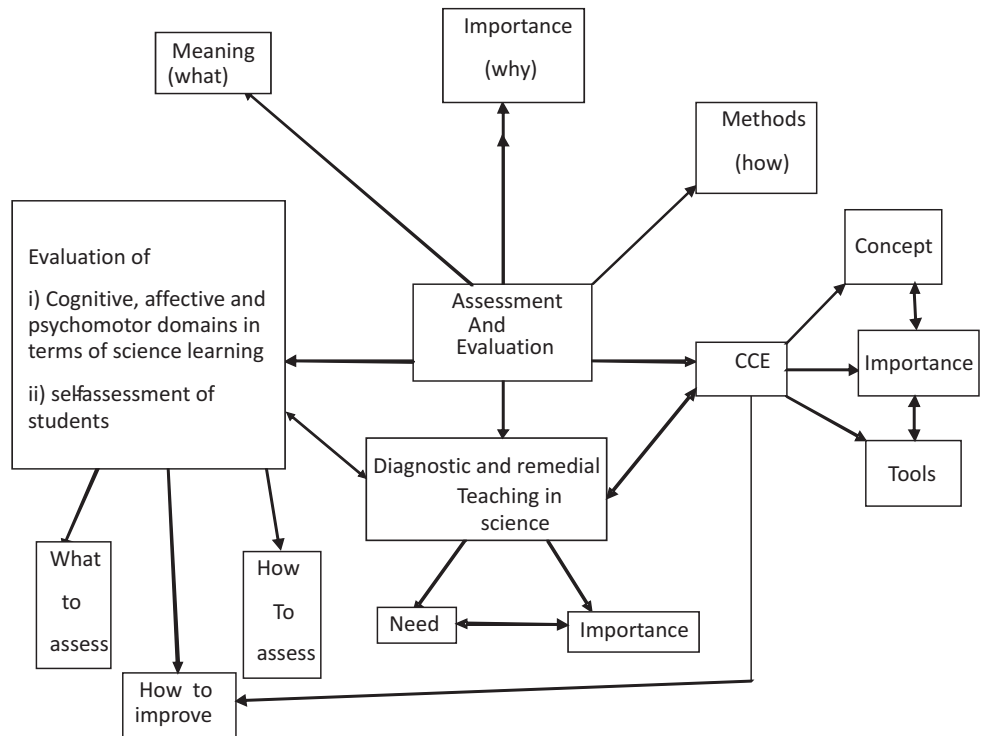 Importance
(why)
Meaning
(what)
Methods
(how)
Concept
Evaluation of
i) Cognitive, affective and
psychomotor domains in
terms of science learning
ii) self-assessment of
students
Assessment
And
Evaluation
CCE
Importance
Tools
Diagnostic and remedial
Teaching in
science
What
to
assess
How
To
assess
Need
Importance
How to
improve